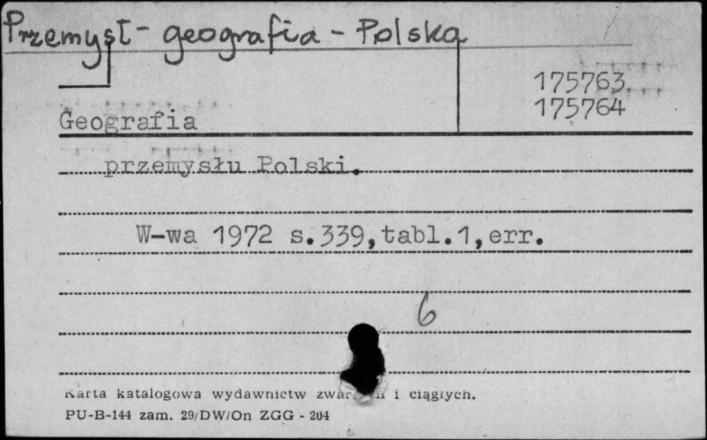 Przemysł - geografia - Polska
175763
175764
Geografia
przemysłu Polski.
W-wa 1972 s.339,tabl.1,err.
6
Karta katalogowa wydawnictw i ciągłych.
PU-B-144 zam. 29/DW/On ZGG - 204